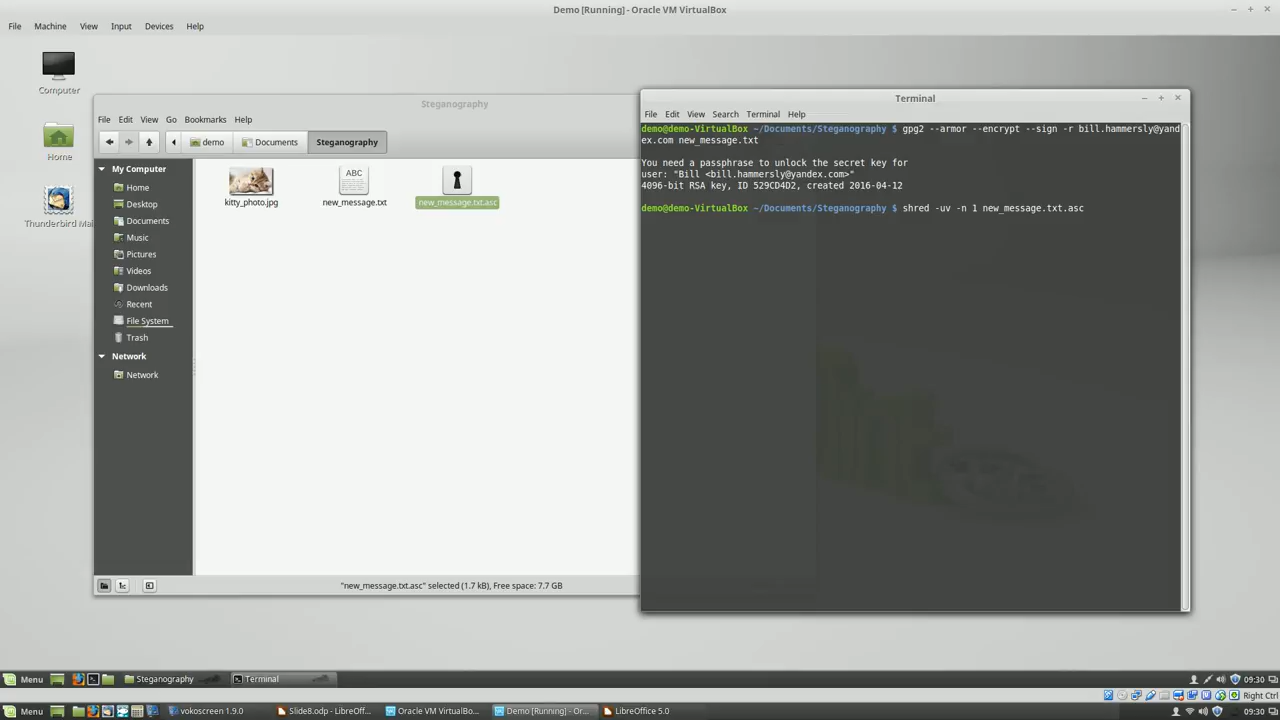 Demo [Running] - Oracle VM VirtualBox
File Machine View Input Devices Help
Computer
Home
Thunderbird Mai
Steganography
File Edit View Go Bookmarks Help
demo Documents Steganography
My Computer
Home
Desktop
Documents
Music
Pictures
Videos
Downloads
Recent
File System
Trash
Network
Network
kitty_photo.jpg
ABC
new_message.txt
new_message.txt.asc
"new_message.txt.asc" selected (1.7 kB), Free space: 7.7 GB
Terminal
File Edit View Search Terminal Help
demo@demo-VirtualBox ~/Documents/Steganography $ gpg2 --armor --encrypt --sign -r bill.hammersly@yand
ex.com new_message.txt
You need a passphrase to unlock the secret key for
user: "Bill <bill.hammersly@yandex.com>"
4096-bit RSA key, ID 529CD4D2, created 2016-04-12
demo@demo-VirtualBox ~/Documents/Steganography $ shred -uv -n 1 new_message.txt.asc
Menu Steganography Terminal 09:30
Right Ctrl
Menu vokoscreen 1.9.0 Slide8.odp - LibreOff... Oracle VM VirtualBo... Demo [Running] - Or... LibreOffice 5.0 09:30